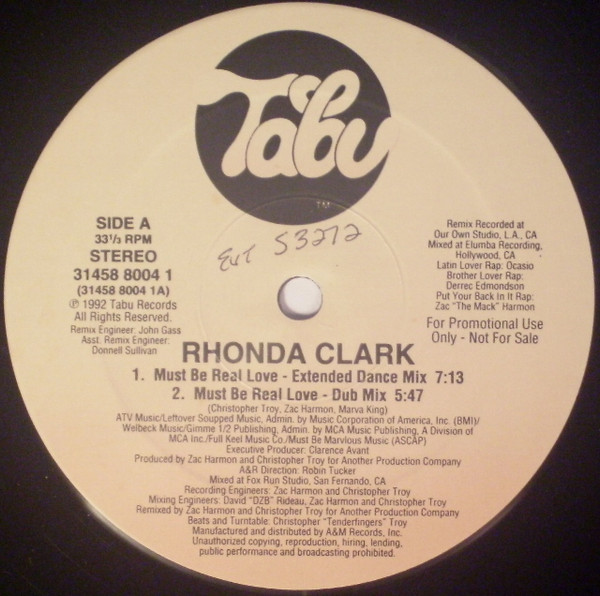 Tabu
TM
SIDE A
33⅓ RPM
STEREO
31458 8004 1
(31458 8004 1A)
℗ 1992 Tabu Records
All Rights Reserved.
Remix Engineer: John Gass
Asst. Remix Engineer:
Donnell Sullivan
53272
Remix Recorded at
Our Own Studio, L.A., CA
Mixed at Elumba Recording,
Hollywood, CA
Latin Lover Rap: Ocasio
Brother Lover Rap:
Derrec Edmondson
Put Your Back In It Rap:
Zac "The Mack" Harmon
For Promotional Use
Only - Not For Sale
RHONDA CLARK
1. Must Be Real Love - Extended Dance Mix 7:13
2. Must Be Real Love - Dub Mix 5:47
(Christopher Troy, Zac Harmon, Marva King)
ATV Music/Leftover Soupped Music, Admin. by Music Corporation of America, Inc. (BMI)/
Welbeck Music/Gimme 1/2 Publishing, Admin. by MCA Music Publishing, A Division of
MCA Inc./Full Keel Music Co./Must Be Marvious Music (ASCAP)
Executive Producer: Clarence Avant
Produced by Zac Harmon and Christopher Troy for Another Production Company
A&R Direction: Robin Tucker
Mixed at Fox Run Studio, San Fernando, CA
Recording Engineers: Zac Harmon and Christopher Troy
Mixing Engineers: David "DZB" Rideau, Zac Harmon and Christopher Troy
Remixed by Zac Harmon and Christopher Troy for Another Production Company
Beats and Turntable: Christopher "Tenderfingers" Troy
Manufactured and distributed by A&M Records, Inc.
Unauthorized copying, reproduction, hiring, lending,
public performance and broadcasting prohibited.